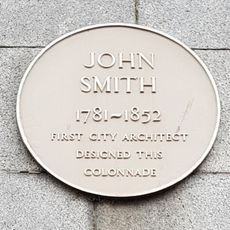 JOHN
SMITH
1781~1852
FIRST CITY ARCHITECT
DESIGNED THIS
COLONNADE